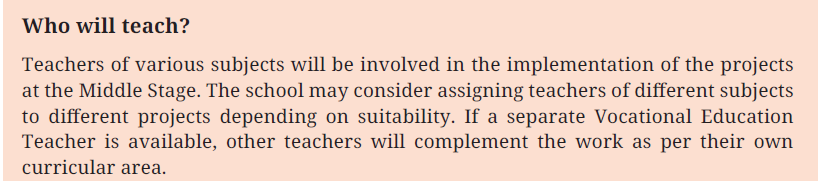 Who will teach?
Teachers of various subjects will be involved in the implementation of the projects
at the Middle Stage. The school may consider assigning teachers of different subjects
to different projects depending on suitability. If a separate Vocational Education
Teacher is available, other teachers will complement the work as per their own
curricular area.